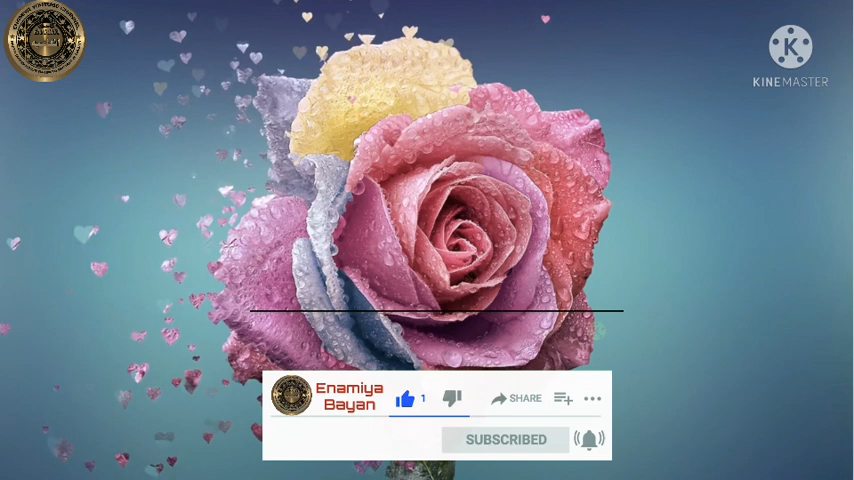 KINEMASTER
Enamiya
Bayan
1
SHARE
SUBSCRIBED